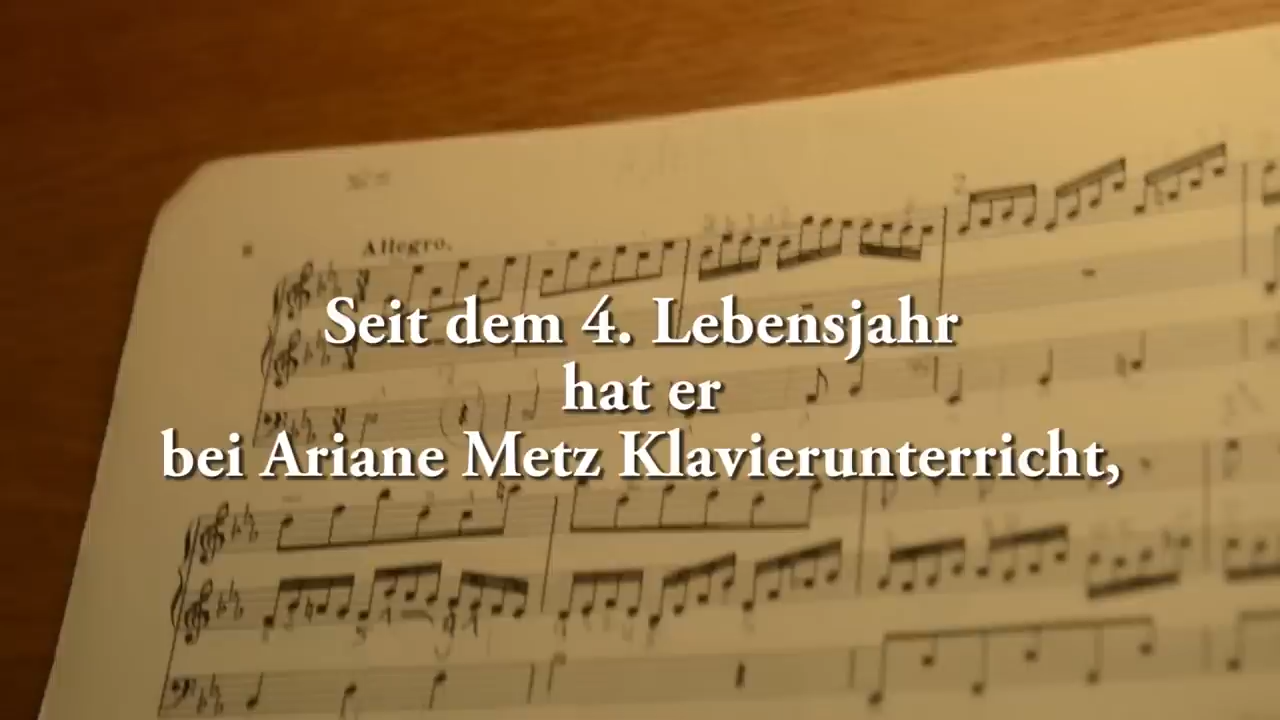 Allegro.
Seit dem 4. Lebensjahr
hat er
bei Ariane Metz Klavierunterricht,